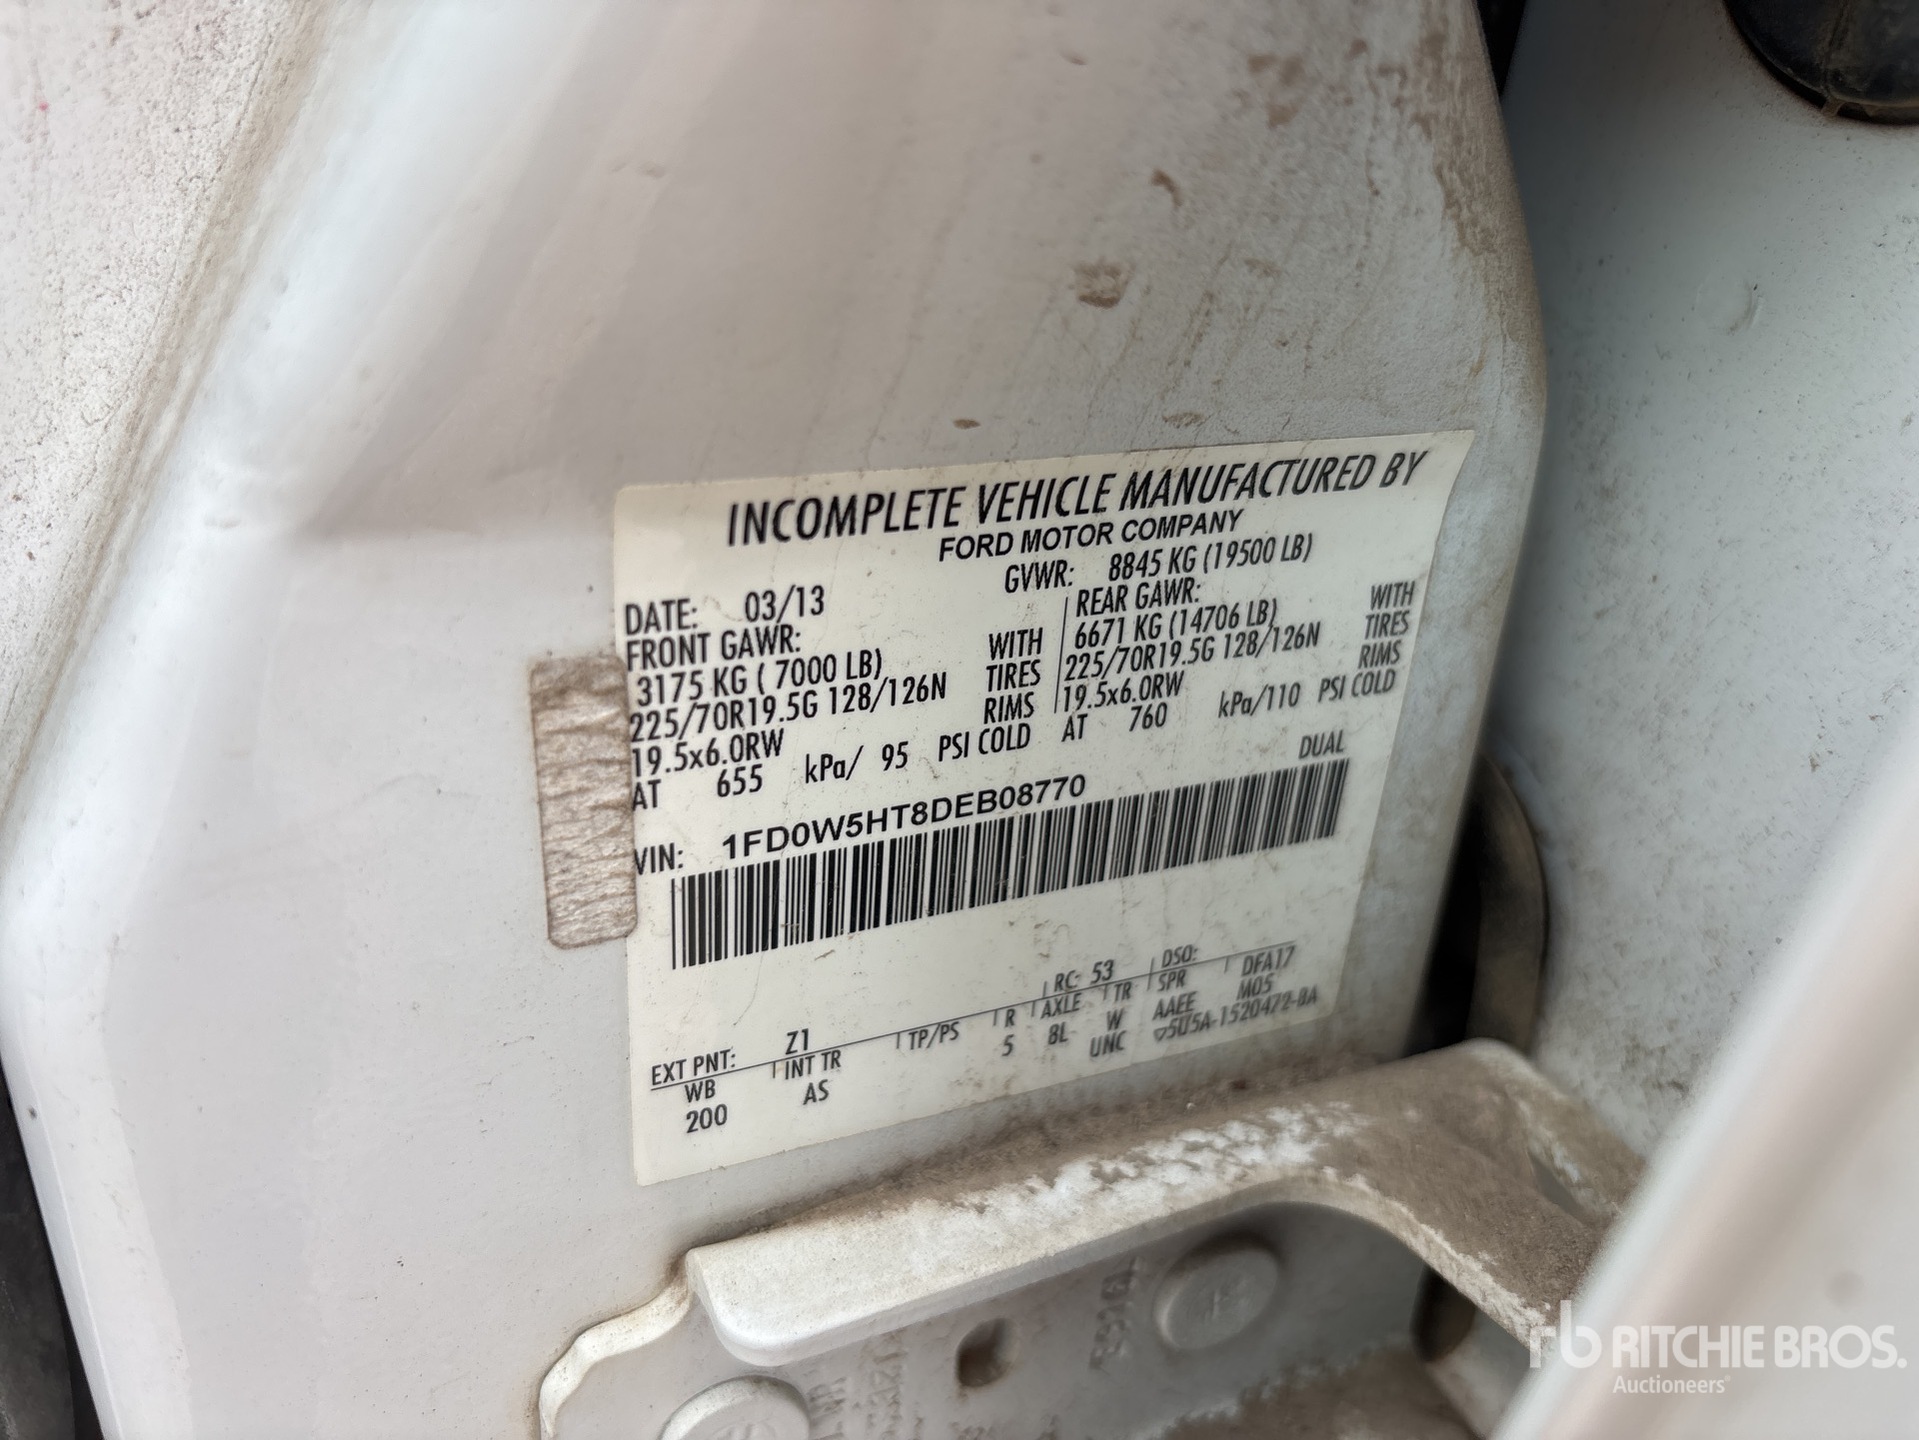 INCOMPLETE VEHICLE MANUFACTURED BY
FORD MOTOR COMPANY
DATE: 03/13 GVWR: 8845 KG (19500 LB)
FRONT GAWR: REAR GAWR:
3175 KG ( 7000 LB) WITH 6671 KG (14706 LB) WITH
225/70R19.5G 128/126N TIRES 225/70R19.5G 128/126N TIRES
19.5x6.0RW RIMS 19.5x6.0RW RIMS
AT 655 kPa/ 95 PSI COLD AT 760 kPa/110 PSI COLD
DUAL
VIN: 1FD0W5HT8DEB08770
EXT PNT: Z1 RC: 53 DSO:
WB INT TR TP/PS R AXLE TR SPR DFA17
200 AS 5 8L W AAEE M05
UNC ▽5U5A-1520472-BA
rb RITCHIE BROS.
Auctioneers